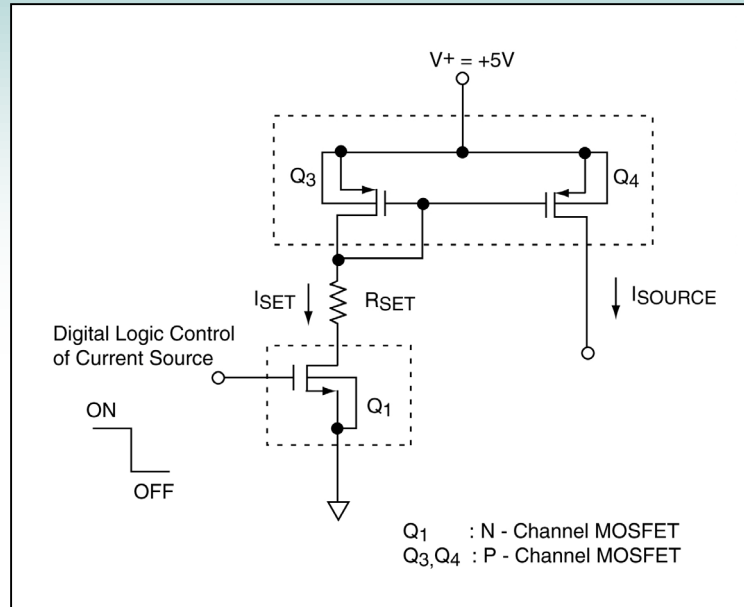 V+ = +5V
Q3
Q4
ISET
RSET
ISOURCE
Digital Logic Control
of Current Source
Q1
ON
OFF
Q1 : N - Channel MOSFET
Q3,Q4 : P - Channel MOSFET